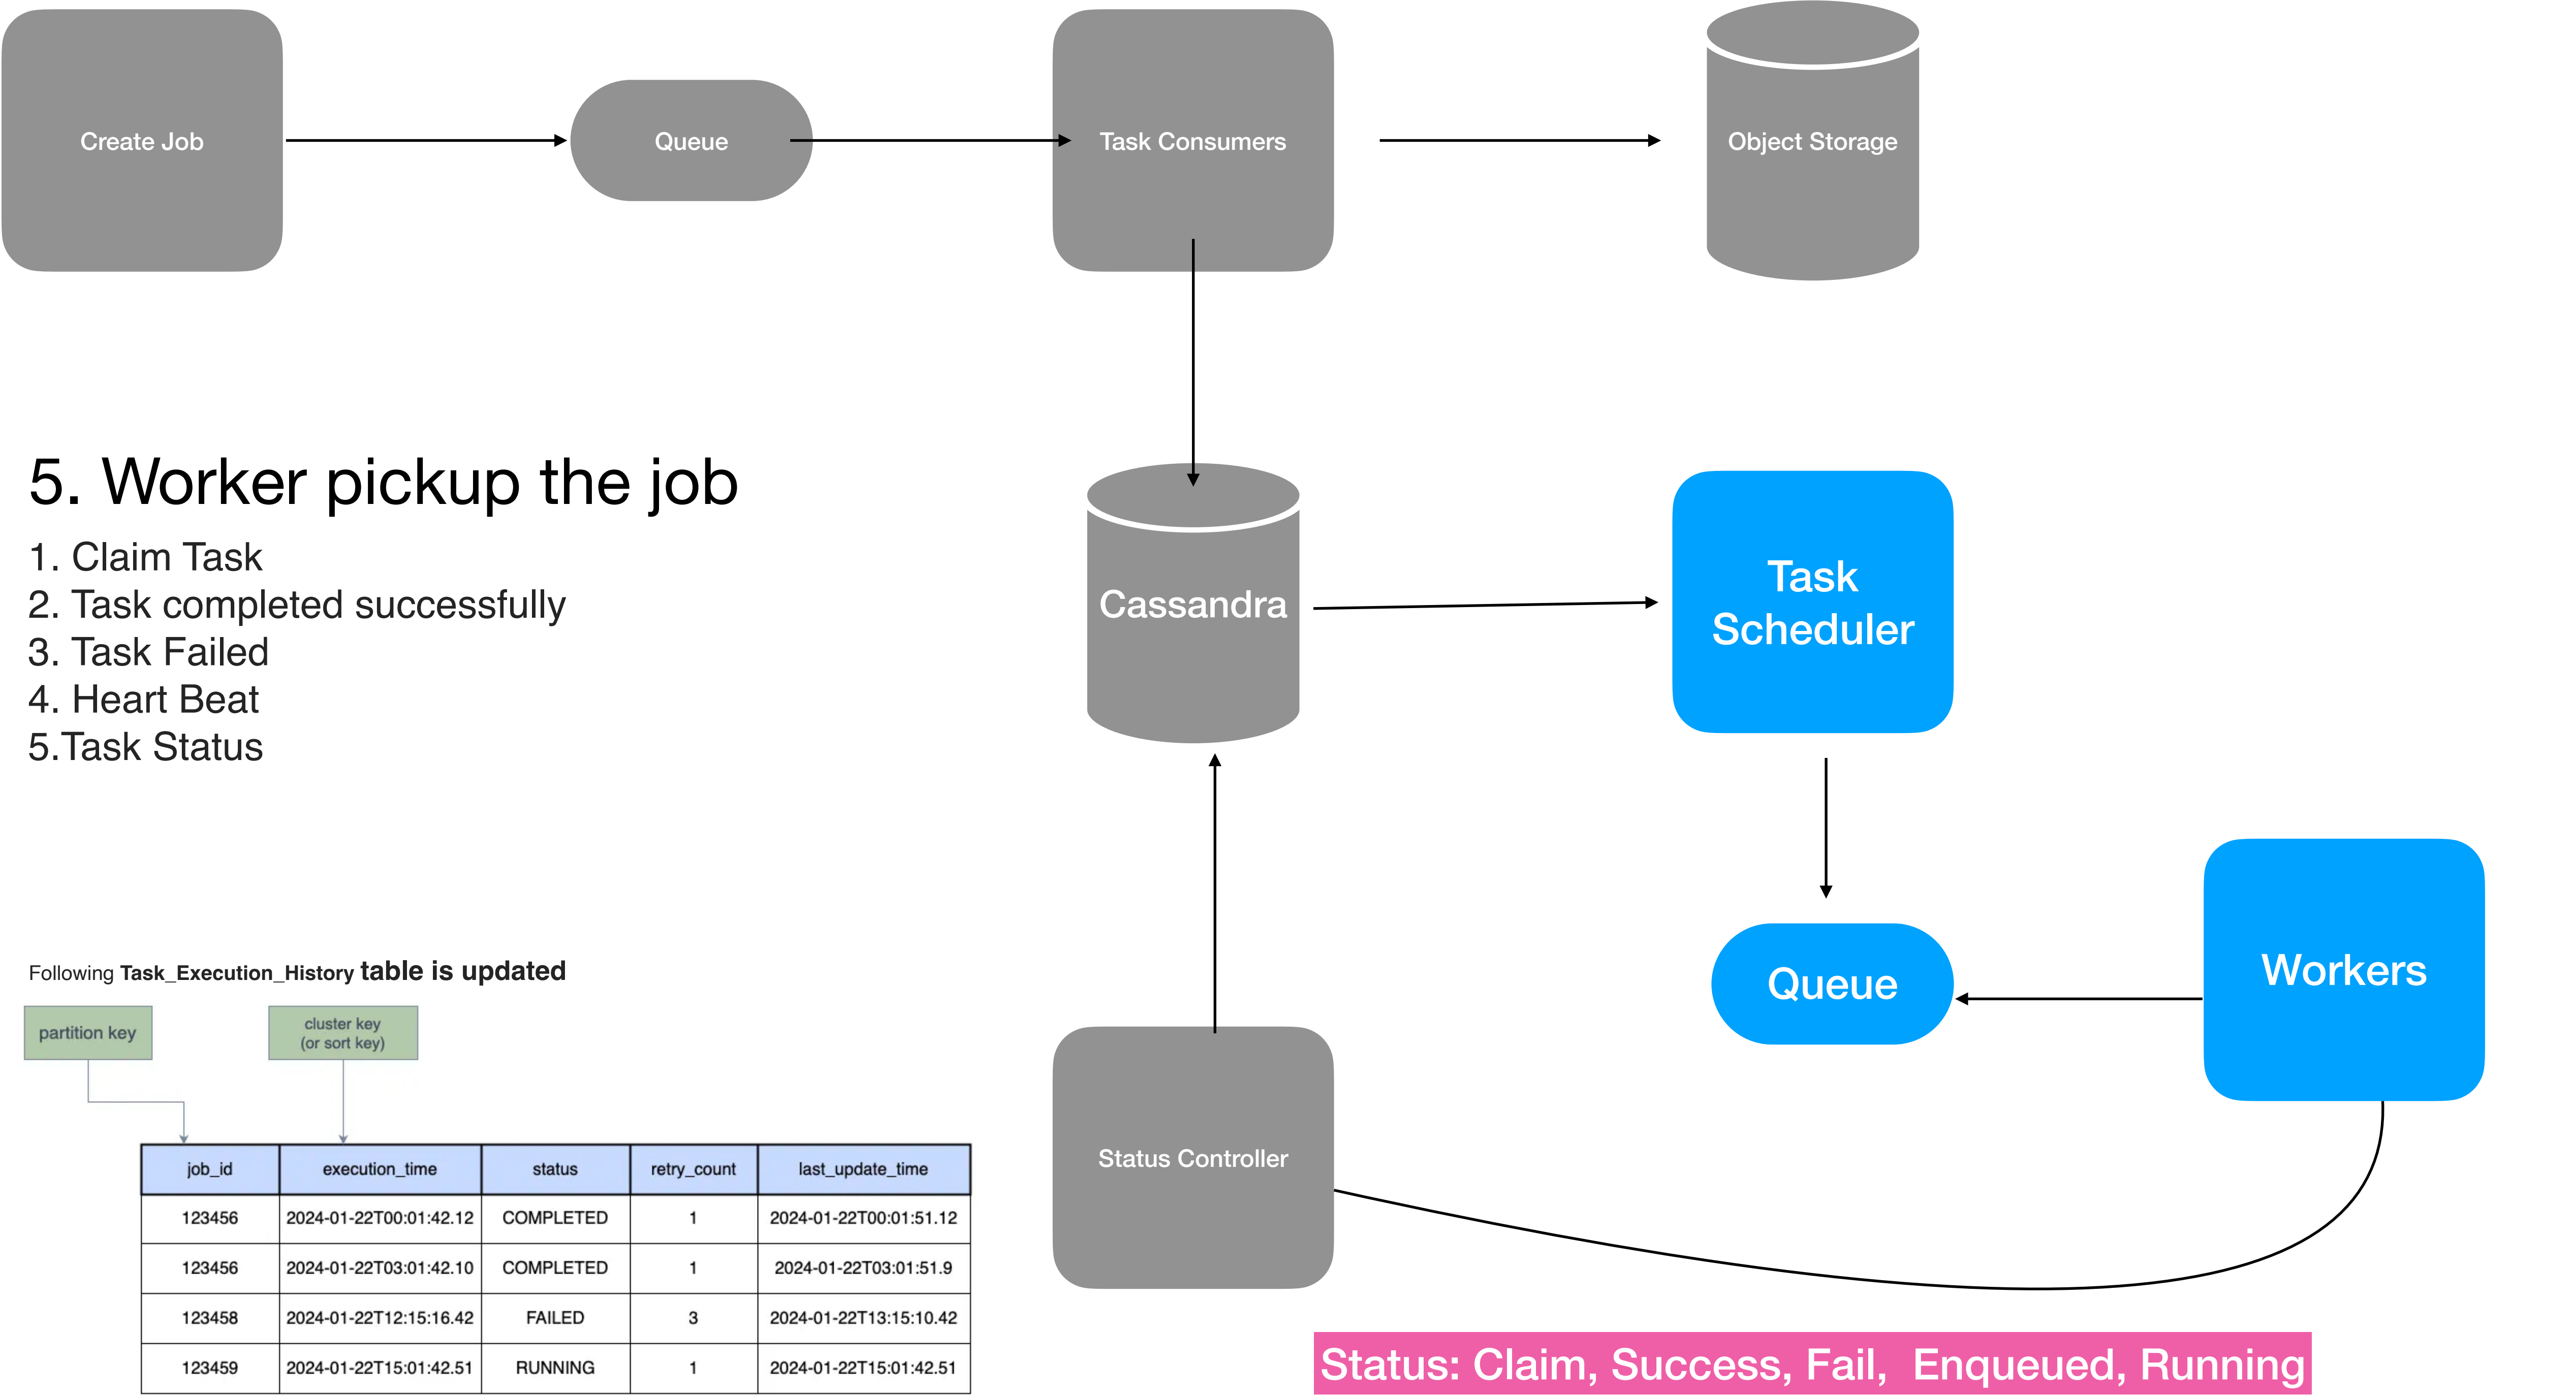 Create Job
Queue
Task Consumers
Object Storage
5. Worker pickup the job
1. Claim Task
2. Task completed successfully
3. Task Failed
4. Heart Beat
5.Task Status
Cassandra
Task
Scheduler
Queue
Workers
Status Controller
Following Task_Execution_History table is updated
partition key
cluster key
(or sort key)
job_id execution_time status retry_count last_update_time
123456 2024-01-22T00:01:42.12 COMPLETED 1 2024-01-22T00:01:51.12
123456 2024-01-22T03:01:42.10 COMPLETED 1 2024-01-22T03:01:51.9
123458 2024-01-22T12:15:16.42 FAILED 3 2024-01-22T13:15:10.42
123459 2024-01-22T15:01:42.51 RUNNING 1 2024-01-22T15:01:42.51
Status: Claim, Success, Fail,  Enqueued, Running